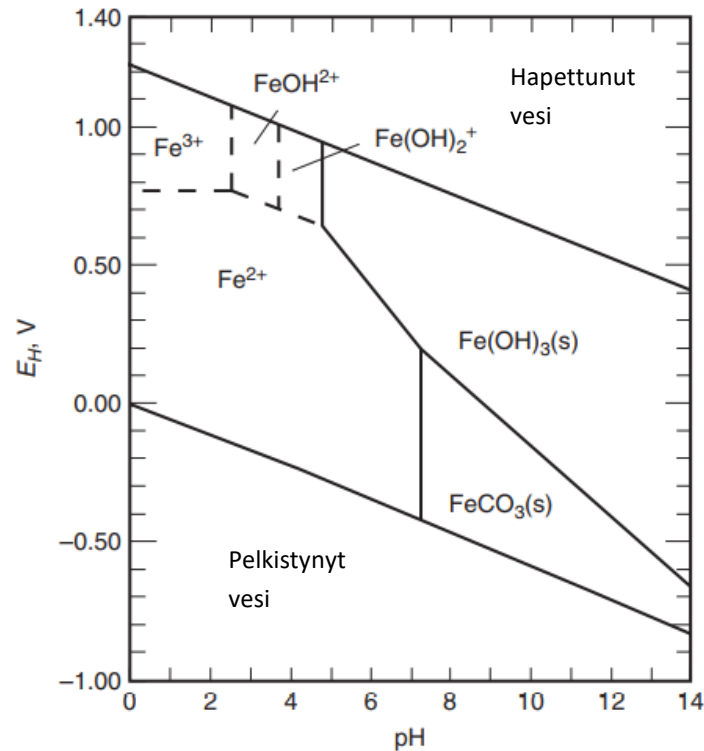 1.40
Hapettunut
vesi
FeOH²⁺
1.00
Fe³⁺
Fe(OH)₂⁺
0.50
Fe²⁺
Fe(OH)₃(s)
E_H, V
0.00
FeCO₃(s)
−0.50
Pelkistynyt
vesi
−1.00
0 2 4 6 8 10 12 14
pH